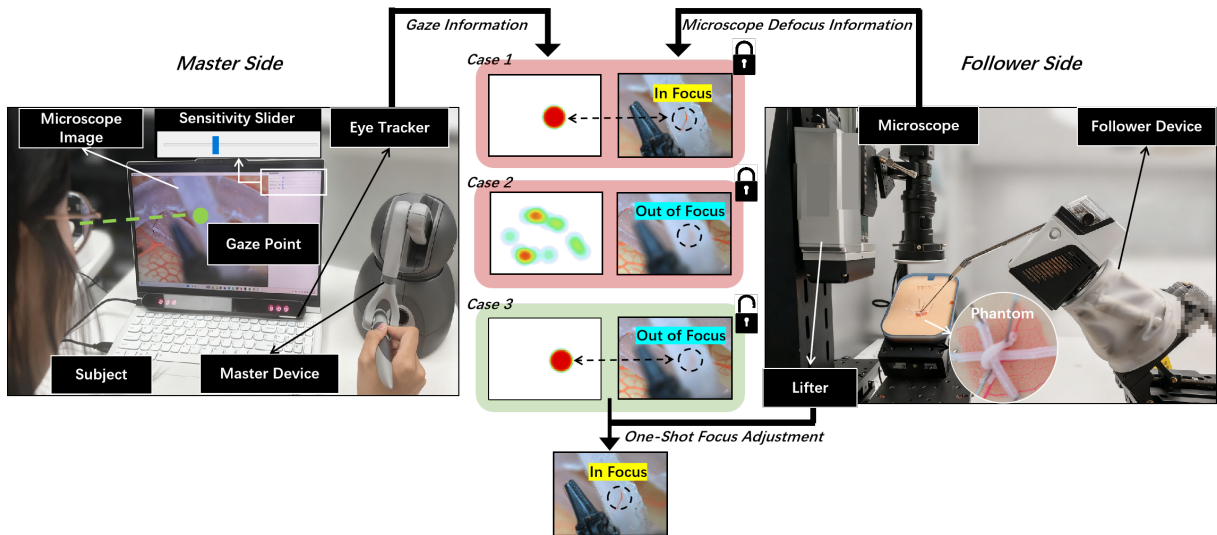 Gaze Information
Microscope Defocus Information
Master Side
Case 1
Follower Side
In Focus
Microscope
Image
Sensitivity Slider
Eye Tracker
Gaze Point
Subject
Master Device
Case 2
Out of Focus
Case 3
Out of Focus
Microscope
Follower Device
Phantom
Lifter
One-Shot Focus Adjustment
In Focus